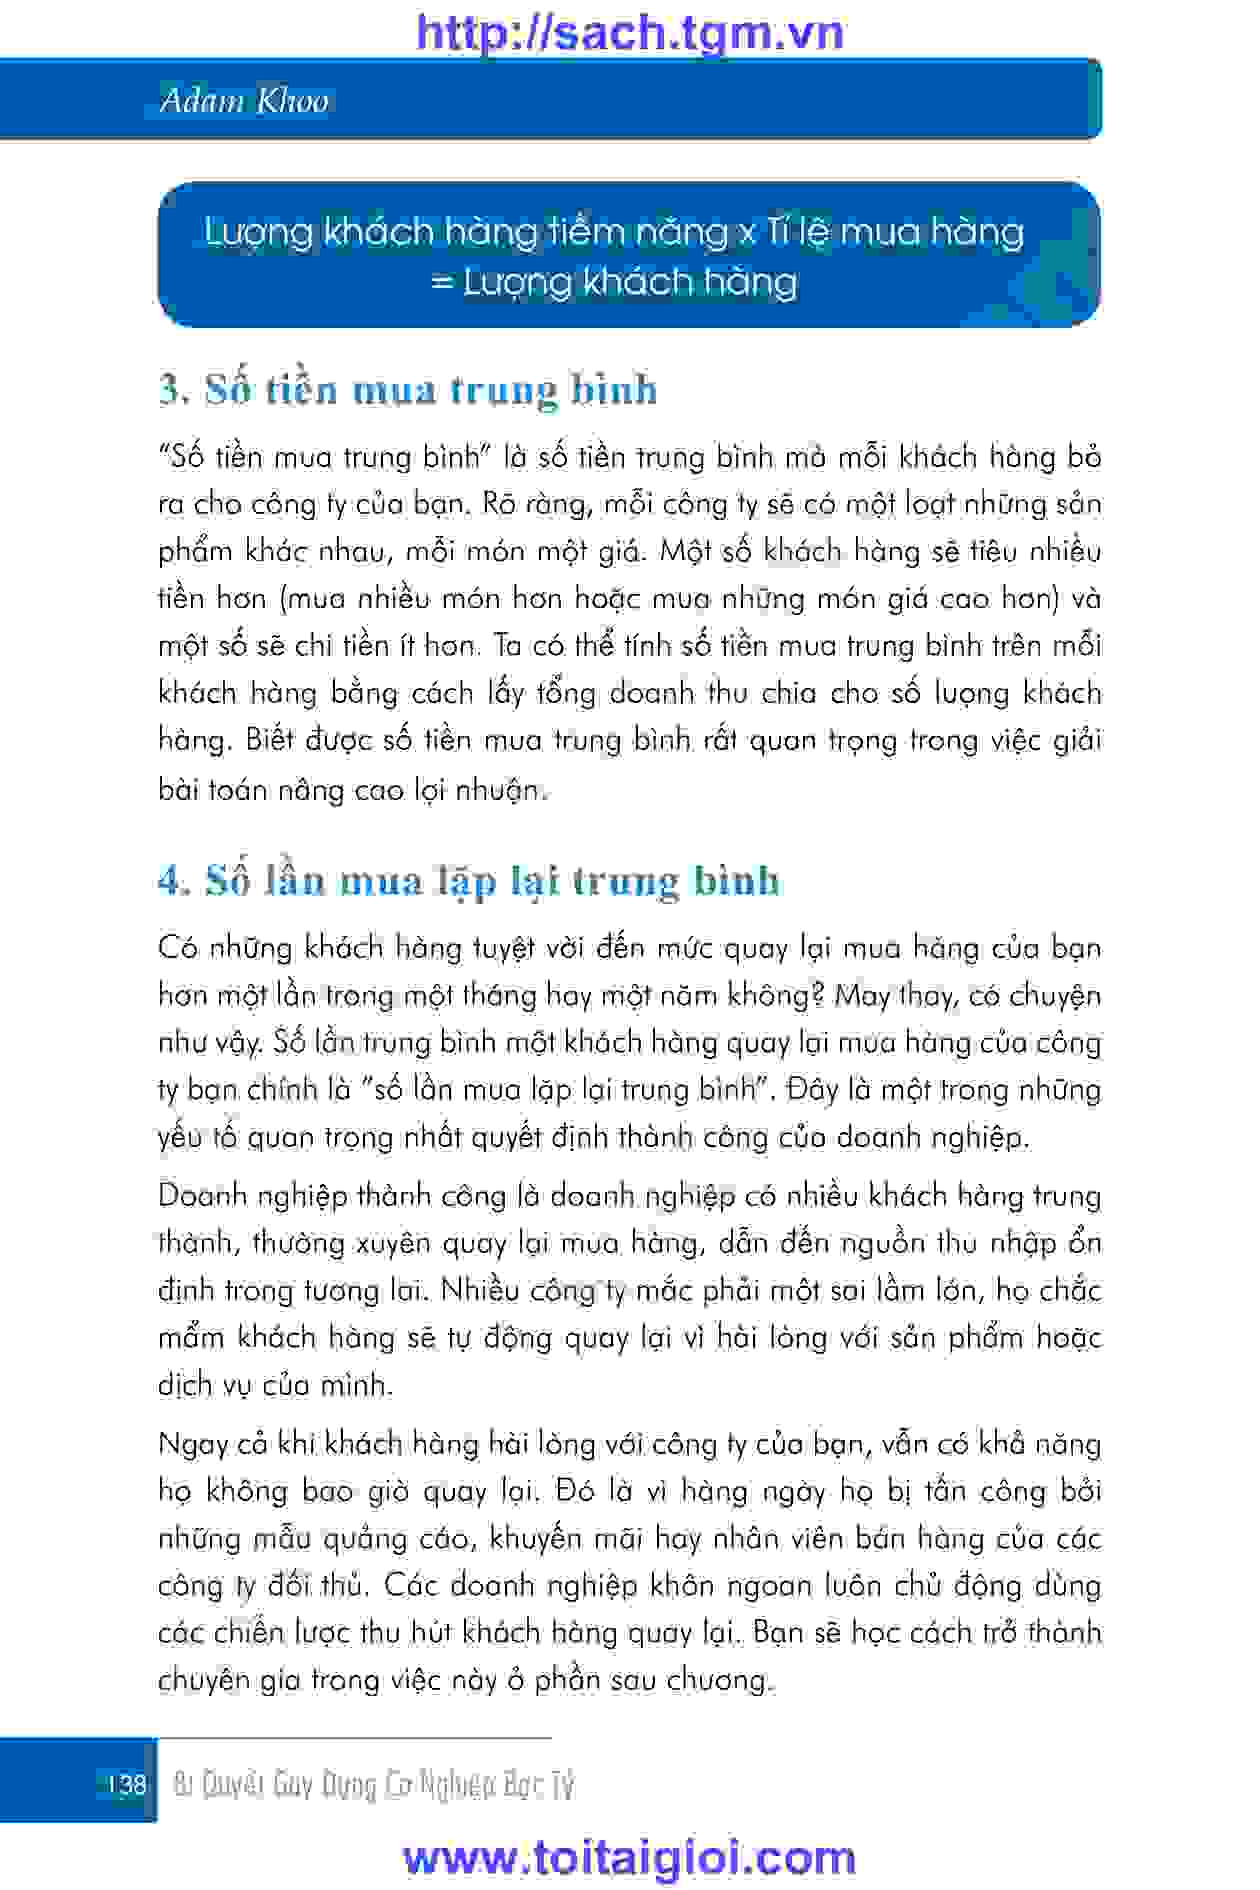 http://sach.tgm.vn
Adam Khoo
Lượng khách hàng tiềm năng x Tỉ lệ mua hàng
= Lượng khách hàng
3. Số tiền mua trung bình
“Số tiền mua trung bình” là số tiền trung bình mà mỗi khách hàng bỏ
ra cho công ty của bạn. Rõ ràng, mỗi công ty sẽ có một loạt những sản
phẩm khác nhau, mỗi món một giá. Một số khách hàng sẽ tiêu nhiều
tiền hơn (mua nhiều món hơn hoặc mua những món giá cao hơn) và
một số sẽ chi tiền ít hơn. Ta có thể tính số tiền mua trung bình trên mỗi
khách hàng bằng cách lấy tổng doanh thu chia cho số lượng khách
hàng. Biết được số tiền mua trung bình rất quan trọng trong việc giải
bài toán nâng cao lợi nhuận.
4. Số lần mua lặp lại trung bình
Có những khách hàng tuyệt vời đến mức quay lại mua hàng của bạn
hơn một lần trong một tháng hay một năm không? May thay, có chuyện
như vậy. Số lần trung bình một khách hàng quay lại mua hàng của công
ty bạn chính là “số lần mua lặp lại trung bình”. Đây là một trong những
yếu tố quan trọng nhất quyết định thành công của doanh nghiệp.
Doanh nghiệp thành công là doanh nghiệp có nhiều khách hàng trung
thành, thường xuyên quay lại mua hàng, dẫn đến nguồn thu nhập ổn
định trong tương lai. Nhiều công ty mắc phải một sai lầm lớn, họ chắc
mẩm khách hàng sẽ tự động quay lại vì hài lòng với sản phẩm hoặc
dịch vụ của mình.
Ngay cả khi khách hàng hài lòng với công ty của bạn, vẫn có khả năng
họ không bao giờ quay lại. Đó là vì hàng ngày họ bị tấn công bởi
những mẫu quảng cáo, khuyến mãi hay nhân viên bán hàng của các
công ty đối thủ. Các doanh nghiệp khôn ngoan luôn chủ động dùng
các chiến lược thu hút khách hàng quay lại. Bạn sẽ học cách trở thành
chuyên gia trong việc này ở phần sau chương.
138 Bí Quyết Gây Dựng Cơ Nghiệp Bạc Tỷ
www.toitaigioi.com